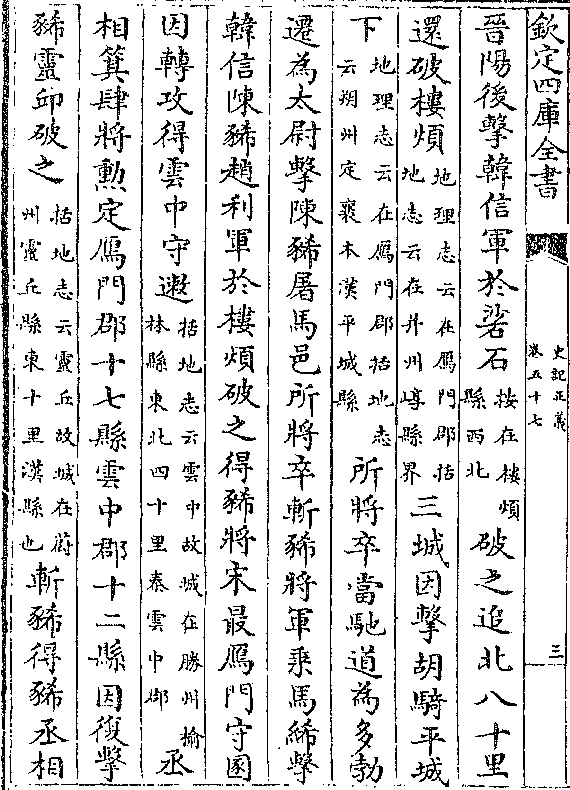 欽定四庫全書
史記正義
卷五十七
三
晉陽後擊韓信軍於硰石按在樓煩縣西北破之追北八十里
還破樓煩地理志云在鴈門郡括地志云在并州崞縣界三城因擊胡騎平城
下地理志云在鴈門郡括地志云朔州定襄本漢平城縣所將卒當馳道為多勃
遷為太尉擊陳豨屠馬邑所將卒斬豨將軍乘馬絺擊
韓信陳豨趙利軍於樓煩破之得豨將宋最鴈門守圂
因轉攻得雲中守遫括地志云雲中故城在勝州榆林縣東北四十里秦雲中郡丞
相箕肆將勲定鴈門郡十七縣雲中郡十二縣因復擊
豨靈邱破之括地志云靈丘故城在蔚州靈丘縣東十里漢縣也斬豨得豨丞相